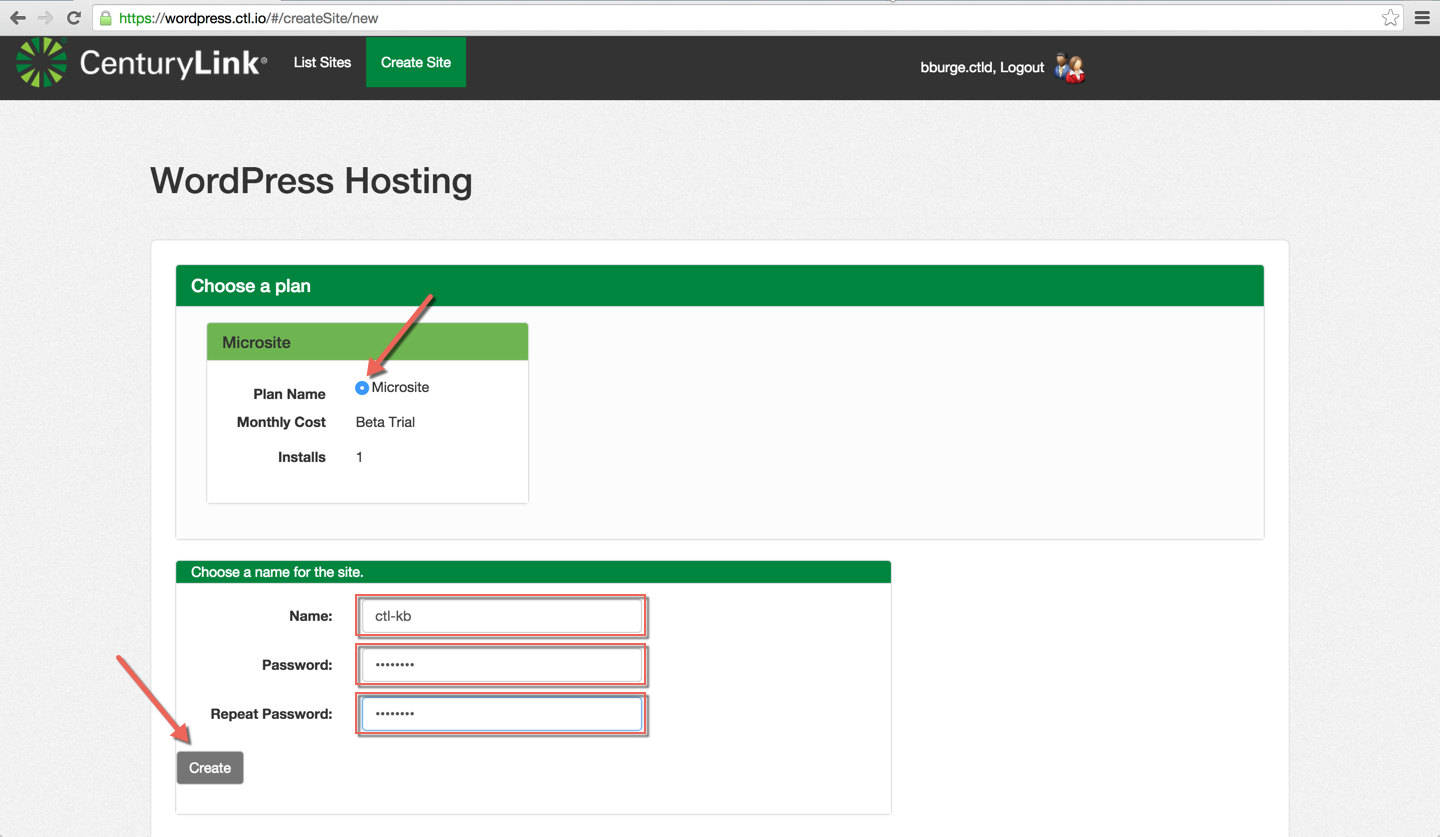 https://wordpress.ctl.io/#/createSite/new
CenturyLink® List Sites Create Site bburge.ctld, Logout
WordPress Hosting
Choose a plan
Microsite
Plan Name Microsite
Monthly Cost Beta Trial
Installs 1
Choose a name for the site.
Name: ctl-kb
Password: ••••••••
Repeat Password: ••••••••
Create